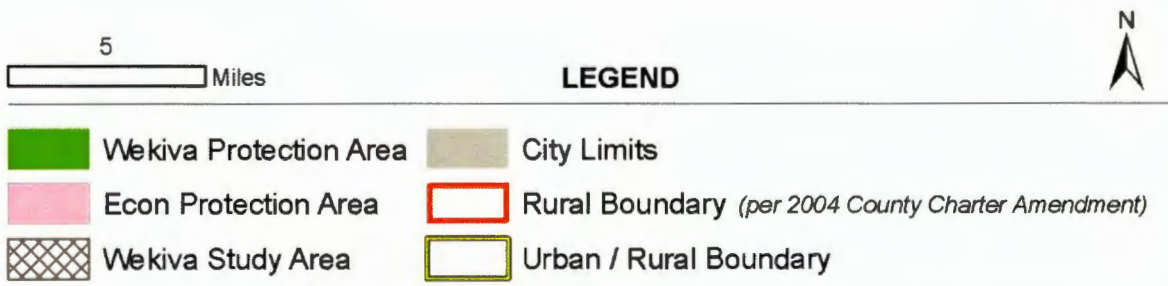 N
5
Miles
LEGEND
Wekiva Protection Area
City Limits
Econ Protection Area
Rural Boundary (per 2004 County Charter Amendment)
Wekiva Study Area
Urban / Rural Boundary